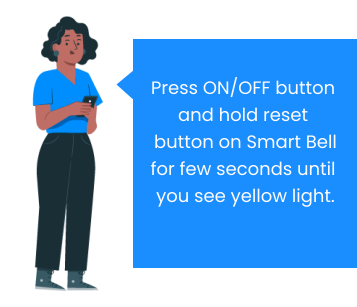 Press ON/OFF button
and hold reset
button on Smart Bell
for few seconds until
you see yellow light.